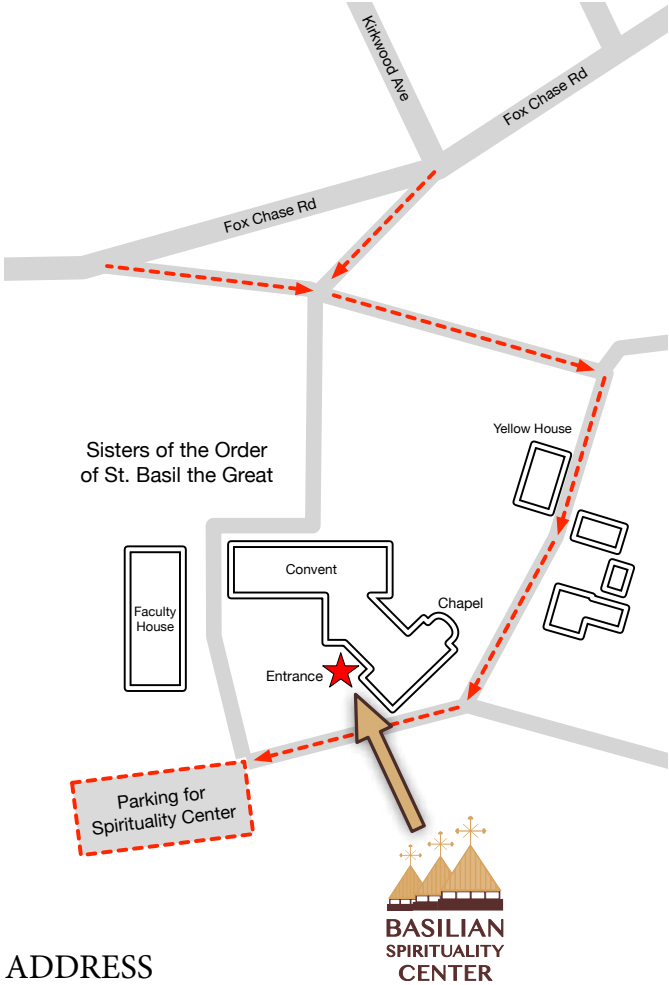 Kirkwood Ave
Fox Chase Rd
Fox Chase Rd
Yellow House
Sisters of the Order
of St. Basil the Great
Convent
Chapel
Faculty
House
Entrance
Parking for
Spirituality Center
BASILIAN
SPIRITUALITY
CENTER
ADDRESS